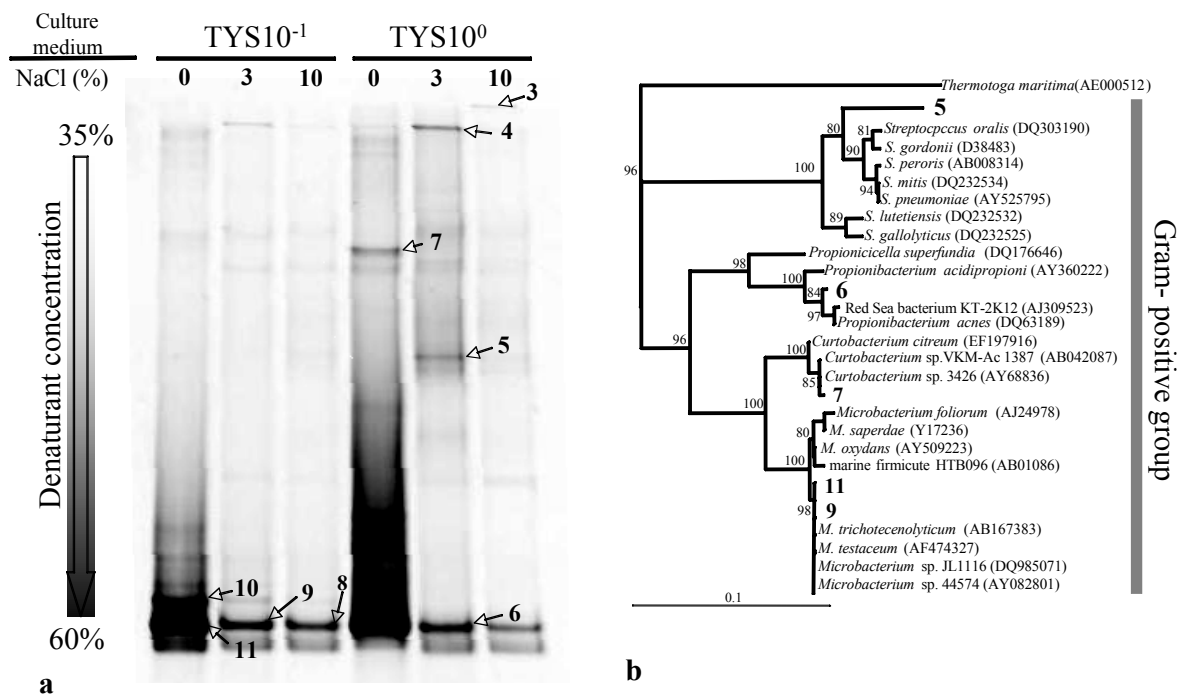 Culture medium
TYS10⁻¹ TYS10⁰
NaCl (%) 0 3 10 0 3 10
35%
Denaturant concentration
60%
3
4
7
5
10
9
8
6
11
a
Thermotoga maritima(AE000512)
5
Streptopccus oralis (DQ303190)
S. gordonii (D38483)
S. peroris (AB008314)
S. mitis (DQ232534)
S. pneumoniae (AY525795)
S. lutetiensis (DQ232532)
S. gallolyticus (DQ232525)
Propionicicella superfundia (DQ176646)
Propionibacterium acidipropioni (AY360222)
6
Red Sea bacterium KT-2K12 (AJ309523)
Propionibacterium acnes (DQ63189)
Curtobacterium citreum (EF197916)
Curtobacterium sp.VKM-Ac 1387 (AB042087)
Curtobacterium sp. 3426 (AY68836)
7
Microbacterium foliorum (AJ24978)
M. saperdae (Y17236)
M. oxydans (AY509223)
marine firmicute HTB096 (AB01086)
11
9
M. trichotecenolyticum (AB167383)
M. testaceum (AF474327)
Microbacterium sp. JL1116 (DQ985071)
Microbacterium sp. 44574 (AY082801)
96
80
81
90
100
94
89
98
100
84
97
96
100
85
100
80
100
98
0.1
Gram- positive group
b